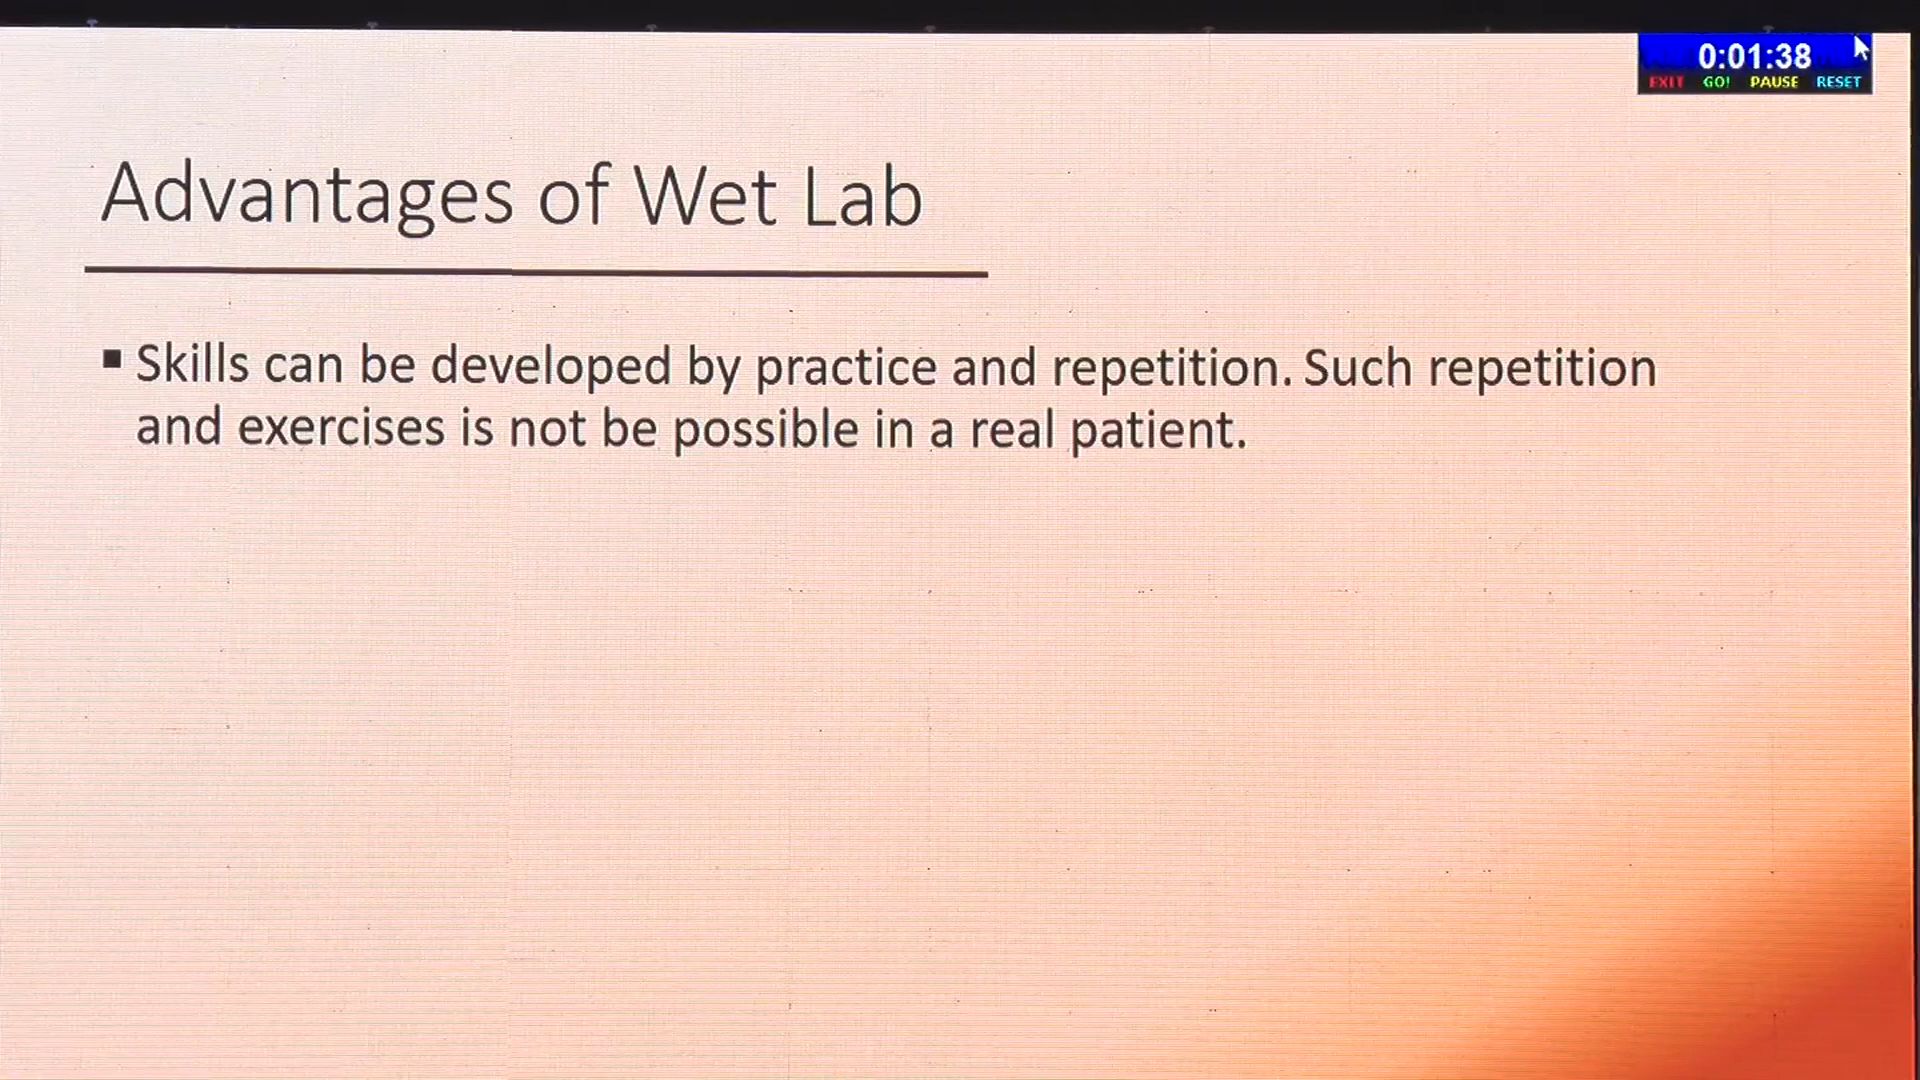 0:01:38
EXIT GO! PAUSE RESET
Advantages of Wet Lab
▪ Skills can be developed by practice and repetition. Such repetition
and exercises is not be possible in a real patient.